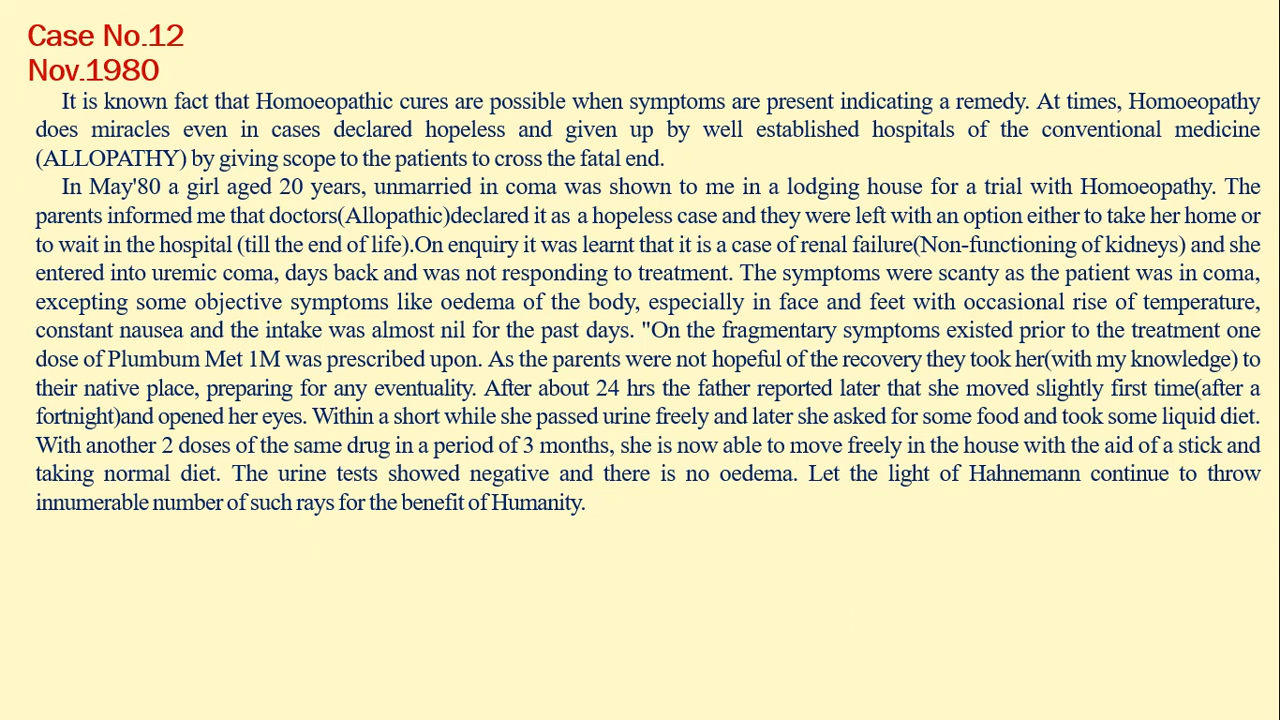 Case No.12
Nov.1980
It is known fact that Homoeopathic cures are possible when symptoms are present indicating a remedy. At times, Homoeopathy
does miracles even in cases declared hopeless and given up by well established hospitals of the conventional medicine
(ALLOPATHY) by giving scope to the patients to cross the fatal end.
In May'80 a girl aged 20 years, unmarried in coma was shown to me in a lodging house for a trial with Homoeopathy. The
parents informed me that doctors(Allopathic)declared it as a hopeless case and they were left with an option either to take her home or
to wait in the hospital (till the end of life).On enquiry it was learnt that it is a case of renal failure(Non-functioning of kidneys) and she
entered into uremic coma, days back and was not responding to treatment. The symptoms were scanty as the patient was in coma,
excepting some objective symptoms like oedema of the body, especially in face and feet with occasional rise of temperature,
constant nausea and the intake was almost nil for the past days. "On the fragmentary symptoms existed prior to the treatment one
dose of Plumbum Met 1M was prescribed upon. As the parents were not hopeful of the recovery they took her(with my knowledge) to
their native place, preparing for any eventuality. After about 24 hrs the father reported later that she moved slightly first time(after a
fortnight)and opened her eyes. Within a short while she passed urine freely and later she asked for some food and took some liquid diet.
With another 2 doses of the same drug in a period of 3 months, she is now able to move freely in the house with the aid of a stick and
taking normal diet. The urine tests showed negative and there is no oedema. Let the light of Hahnemann continue to throw
innumerable number of such rays for the benefit of Humanity.